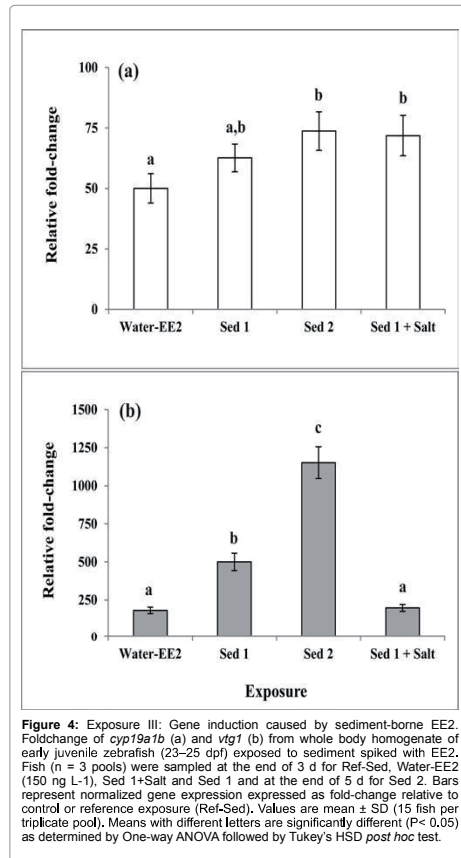 (a)
Relative fold-change
100
75
50
25
0
a
a,b
b
b
Water-EE2
Sed 1
Sed 2
Sed 1 + Salt
(b)
Relative fold-change
1500
1250
1000
750
500
250
0
a
b
c
a
Water-EE2
Sed 1
Sed 2
Sed 1 + Salt
Exposure
Figure 4: Exposure III: Gene induction caused by sediment-borne EE2.
Foldchange of cyp19a1b (a) and vtg1 (b) from whole body homogenate of
early juvenile zebrafish (23–25 dpf) exposed to sediment spiked with EE2.
Fish (n = 3 pools) were sampled at the end of 3 d for Ref-Sed, Water-EE2
(150 ng L-1), Sed 1+Salt and Sed 1 and at the end of 5 d for Sed 2. Bars
represent normalized gene expression expressed as fold-change relative to
control or reference exposure (Ref-Sed). Values are mean ± SD (15 fish per
triplicate pool). Means with different letters are significantly different (P< 0.05)
as determined by One-way ANOVA followed by Tukey's HSD post hoc test.